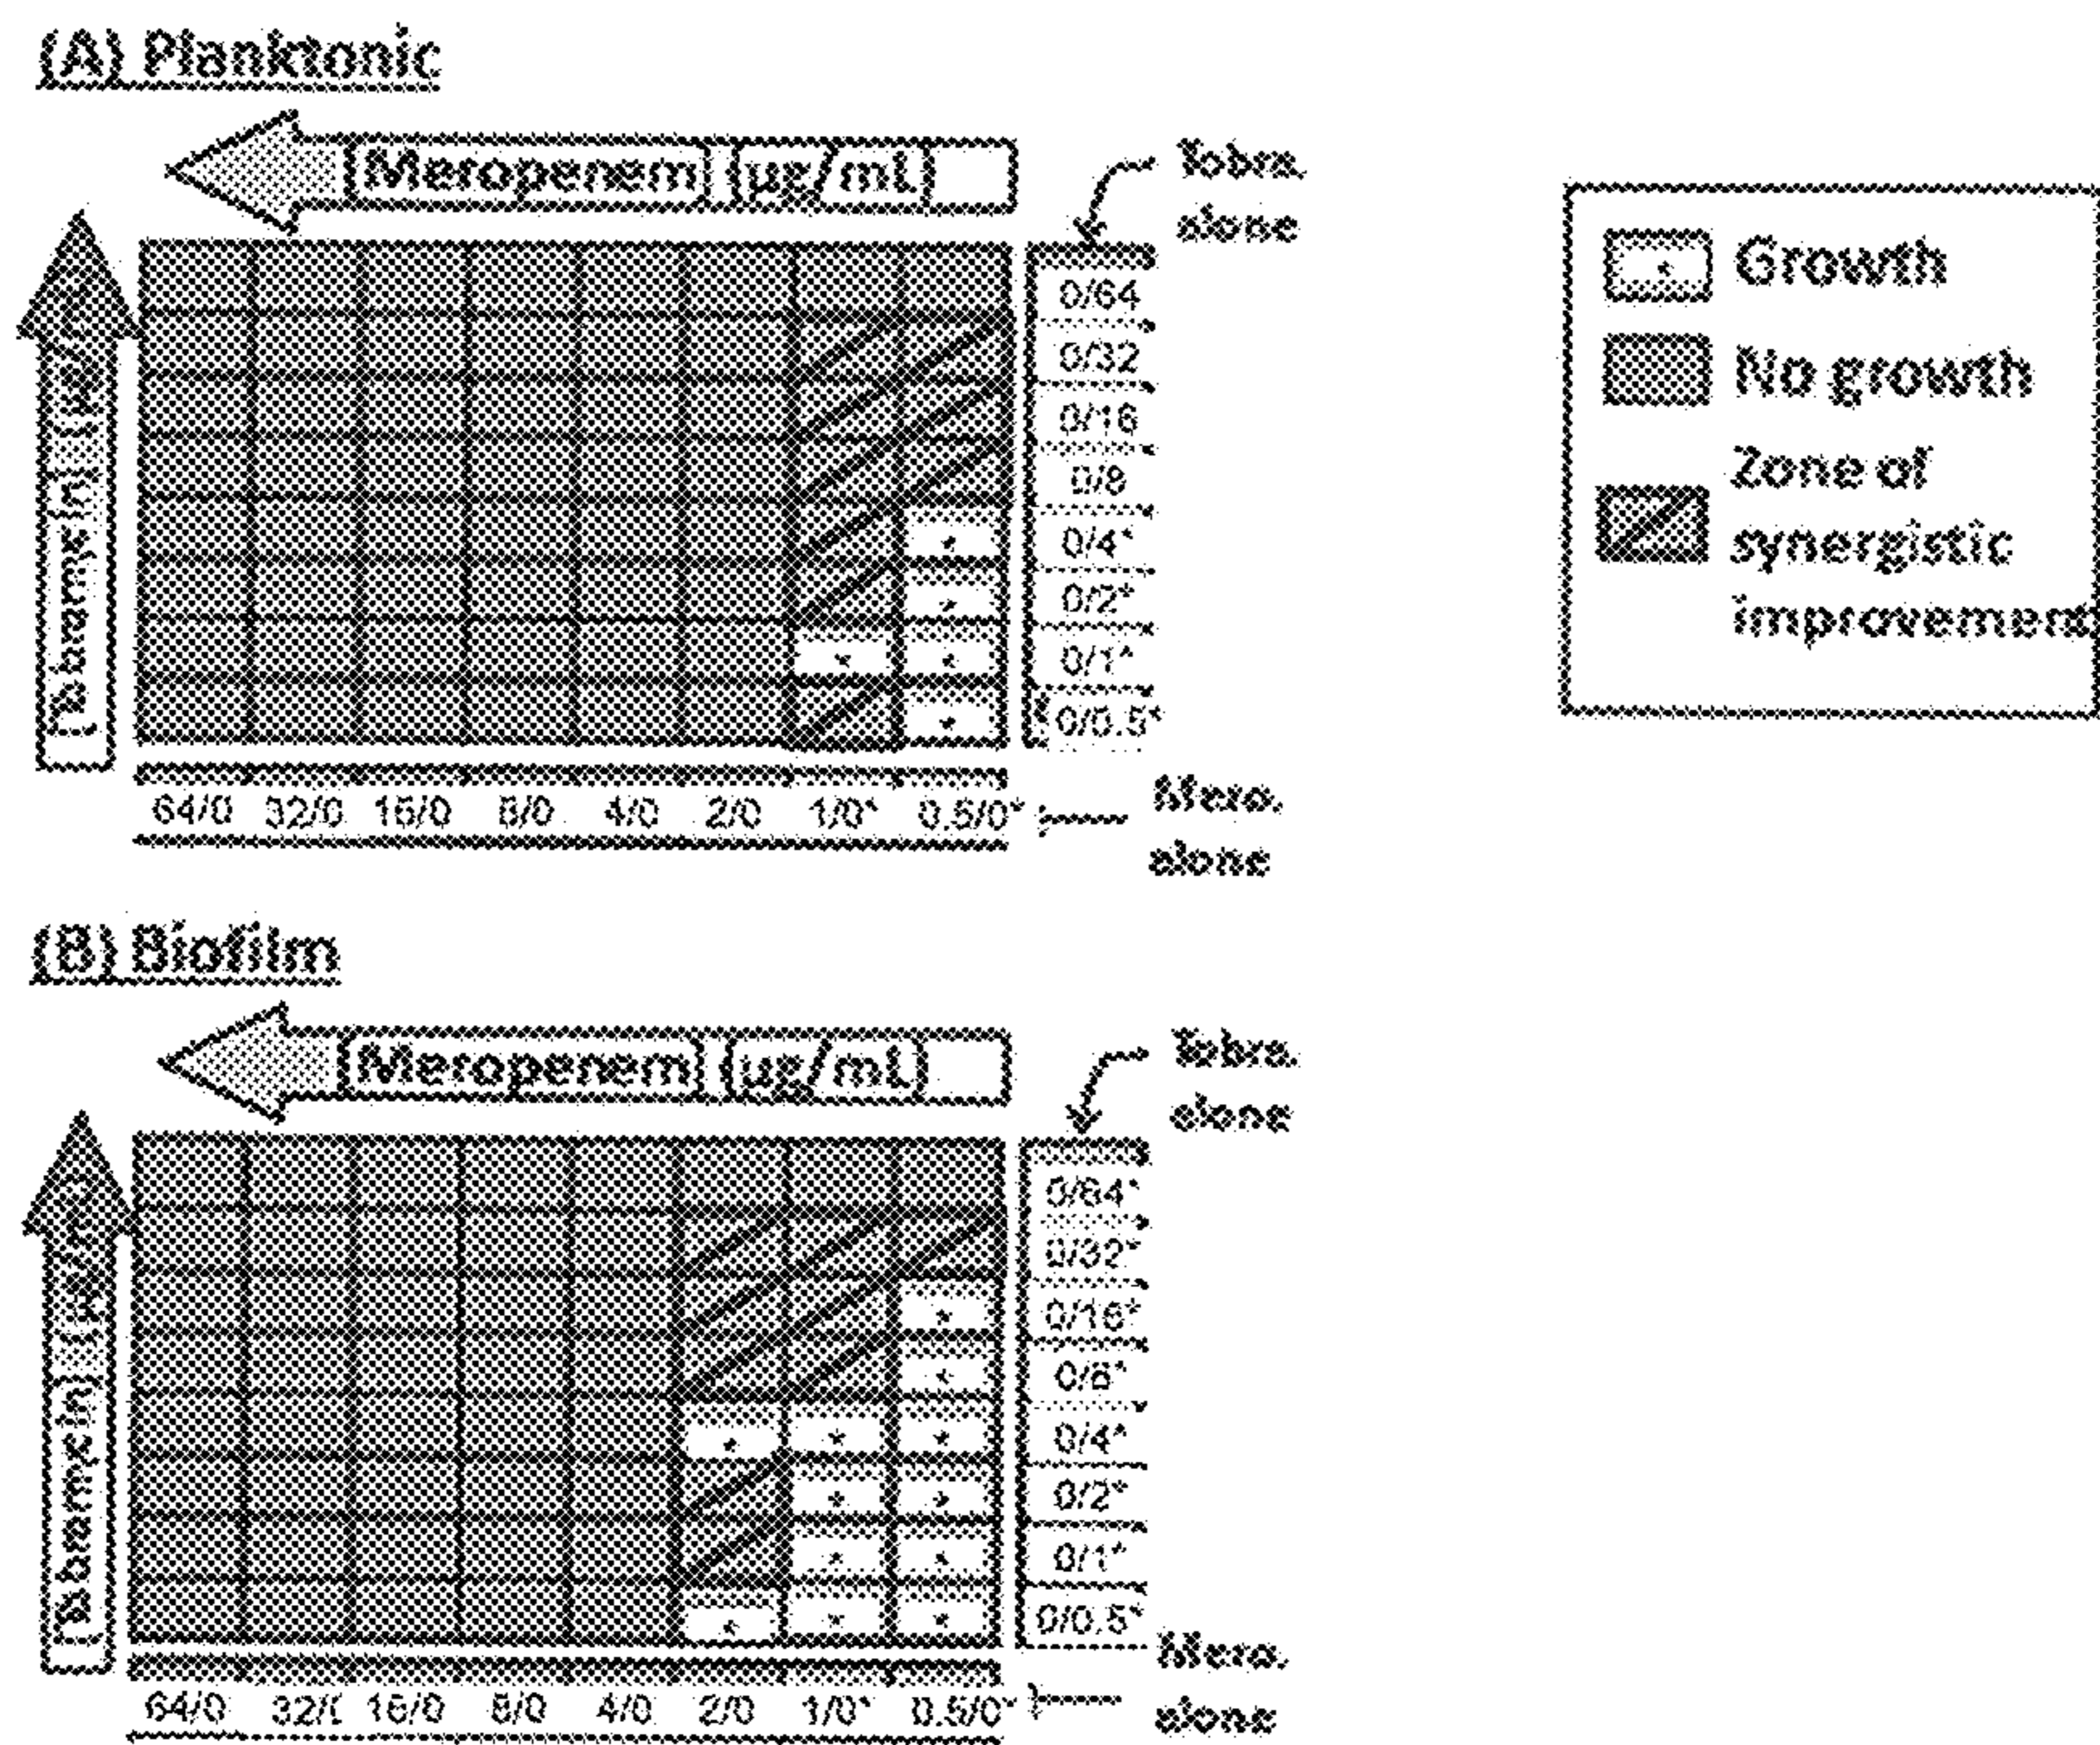 (A) Planktonic
[Meropenem] (µg/mL)
Tobra.
alone
0/64
0/32
0/16
0/8
0/4*
0/2*
0/1*
0/0.5*
64/0 32/0 16/0 8/0 4/0 2/0 1/0* 0.5/0*
Mero.
alone
* Growth
No growth
Zone of
synergistic
improvement
(B) Biofilm
[Meropenem] (µg/mL)
Tobra.
alone
0/64*
0/32*
0/16*
0/8*
0/4*
0/2*
0/1*
0/0.5*
64/0 16/0 8/0 4/0 2/0 1/0* 0.5/0*
Mero.
alone